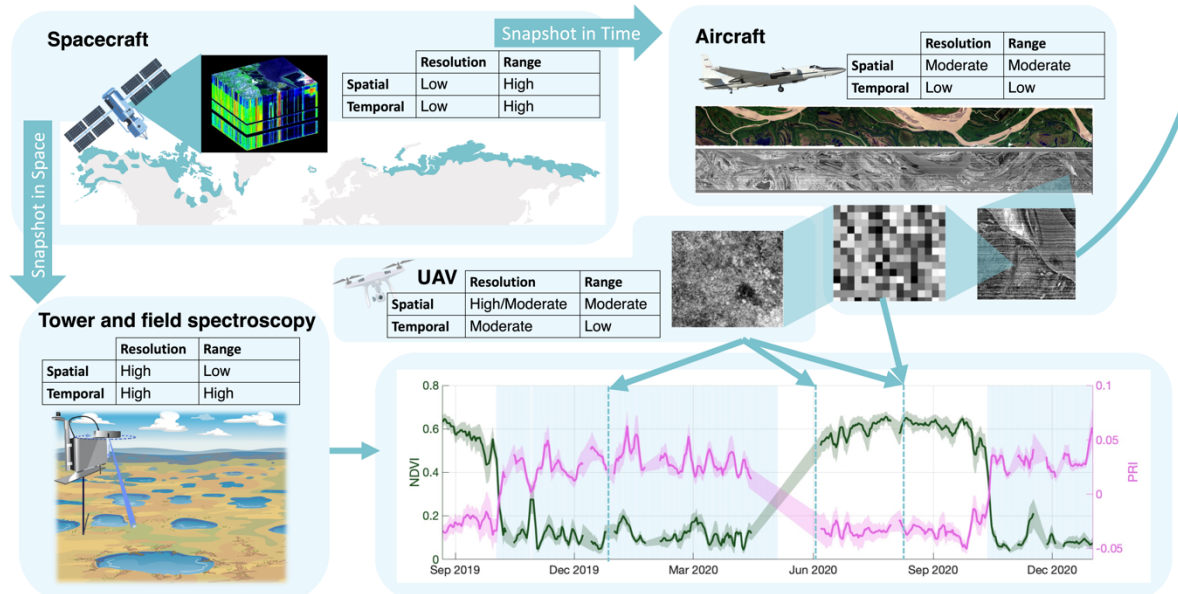 Spacecraft
Resolution Range
Spatial Low High
Temporal Low High
Snapshot in Time
Aircraft
Resolution Range
Spatial Moderate Moderate
Temporal Low Low
Snapshot in Space
UAV
Resolution Range
Spatial High/Moderate Moderate
Temporal Moderate Low
Tower and field spectroscopy
Resolution Range
Spatial High Low
Temporal High High
0.8
0.6
0.4
0.2
0
NDVI
0.1
0.05
0
-0.05
PRI
Sep 2019 Dec 2019 Mar 2020 Jun 2020 Sep 2020 Dec 2020